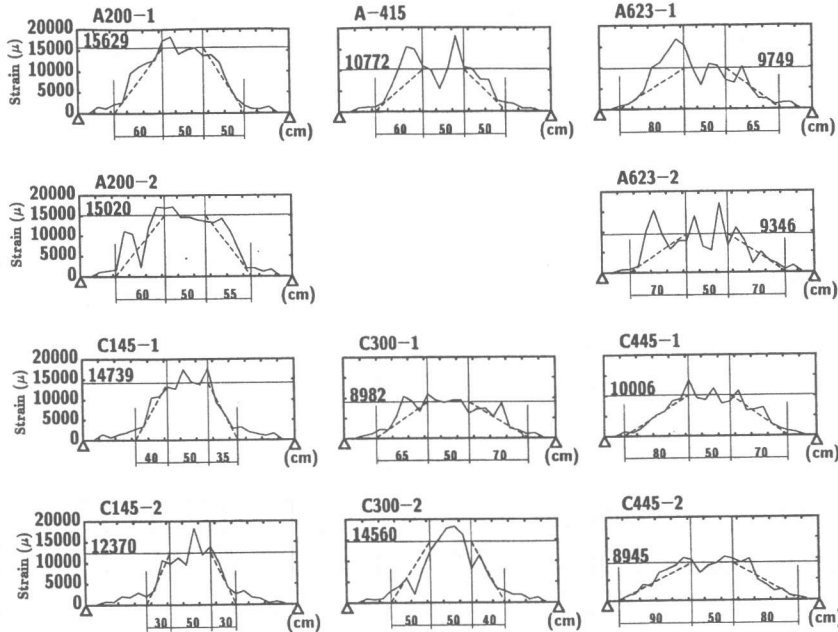 A200-1
Strain (μ)
20000
15629
15000
10000
5000
0
60 50 50 (cm)
A-415
10772
60 50 50 (cm)
A623-1
9749
80 50 65 (cm)
A200-2
Strain (μ)
20000
15020
15000
10000
5000
0
60 50 55 (cm)
A623-2
9346
70 50 70 (cm)
C145-1
Strain (μ)
20000
15000
14739
10000
5000
0
40 50 35 (cm)
C300-1
8982
65 50 70 (cm)
C445-1
10006
80 50 70 (cm)
C145-2
Strain (μ)
20000
15000
12370
10000
5000
0
30 50 30 (cm)
C300-2
14560
50 50 40 (cm)
C445-2
8945
90 50 80 (cm)